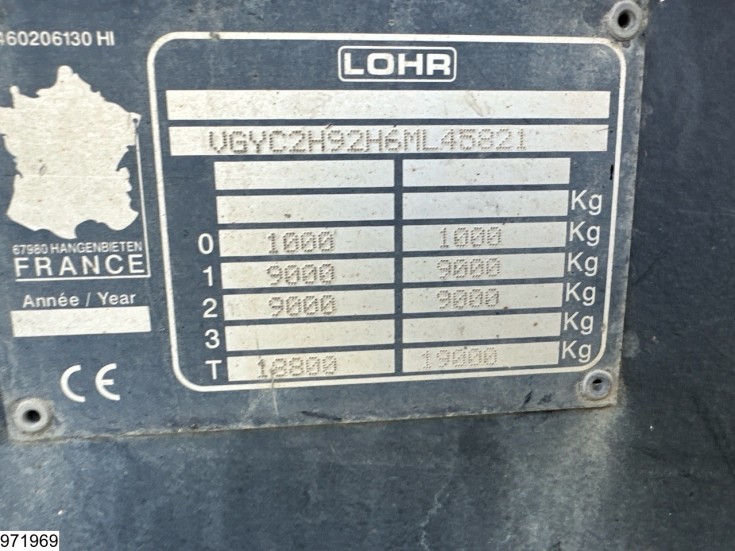 460206130 HI
LOHR
VGYC2H92H6ML45821
Kg
0 1000 1000 Kg
1 9000 9000 Kg
2 9000 9000 Kg
3 Kg
T 18800 19000 Kg
67980 HANGENBIETEN
FRANCE
Année / Year
CE
971969